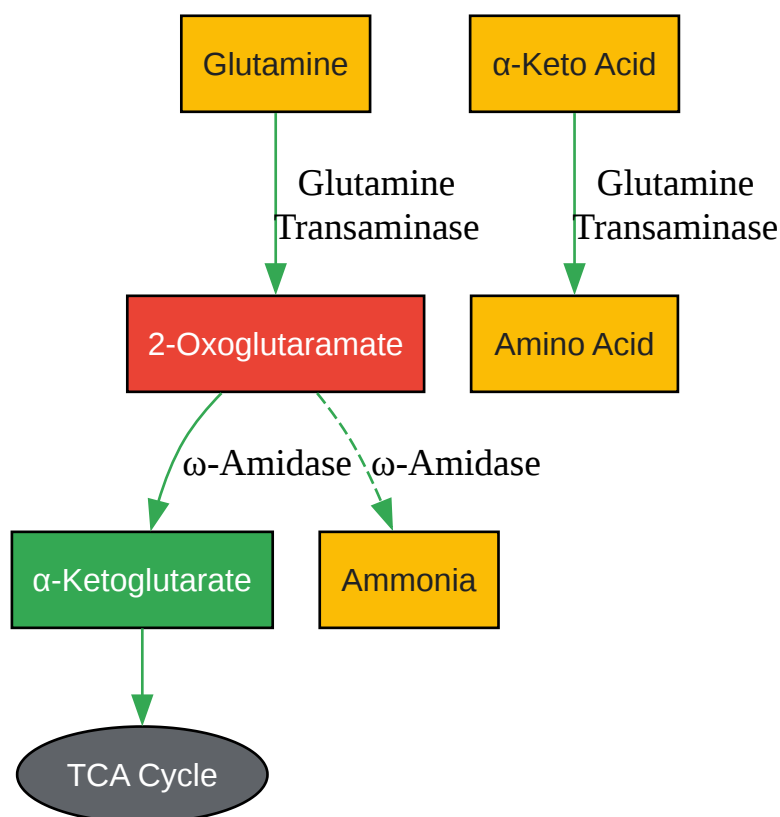 Glutamine
α-Keto Acid
Glutamine
Transaminase
Glutamine
Transaminase
2-Oxoglutaramate
Amino Acid
ω-Amidase
ω-Amidase
α-Ketoglutarate
Ammonia
TCA Cycle